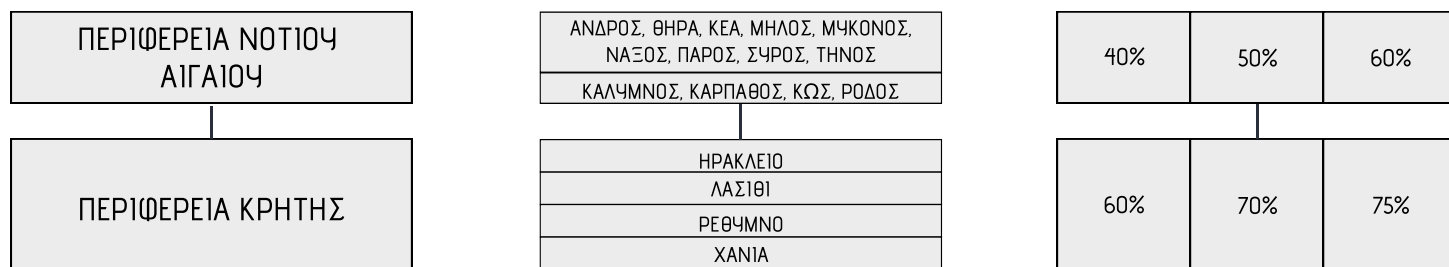 ΠΕΡΙΦΕΡΕΙΑ ΝΟΤΙΟΥ
ΑΙΓΑΙΟΥ
ΑΝΔΡΟΣ, ΘΗΡΑ, ΚΕΑ, ΜΗΛΟΣ, ΜΥΚΟΝΟΣ,
ΝΑΞΟΣ, ΠΑΡΟΣ, ΣΥΡΟΣ, ΤΗΝΟΣ
ΚΑΛΥΜΝΟΣ, ΚΑΡΠΑΘΟΣ, ΚΩΣ, ΡΟΔΟΣ
40% 50% 60%
ΠΕΡΙΦΕΡΕΙΑ ΚΡΗΤΗΣ
ΗΡΑΚΛΕΙΟ
ΛΑΣΙΘΙ
ΡΕΘΥΜΝΟ
ΧΑΝΙΑ
60% 70% 75%